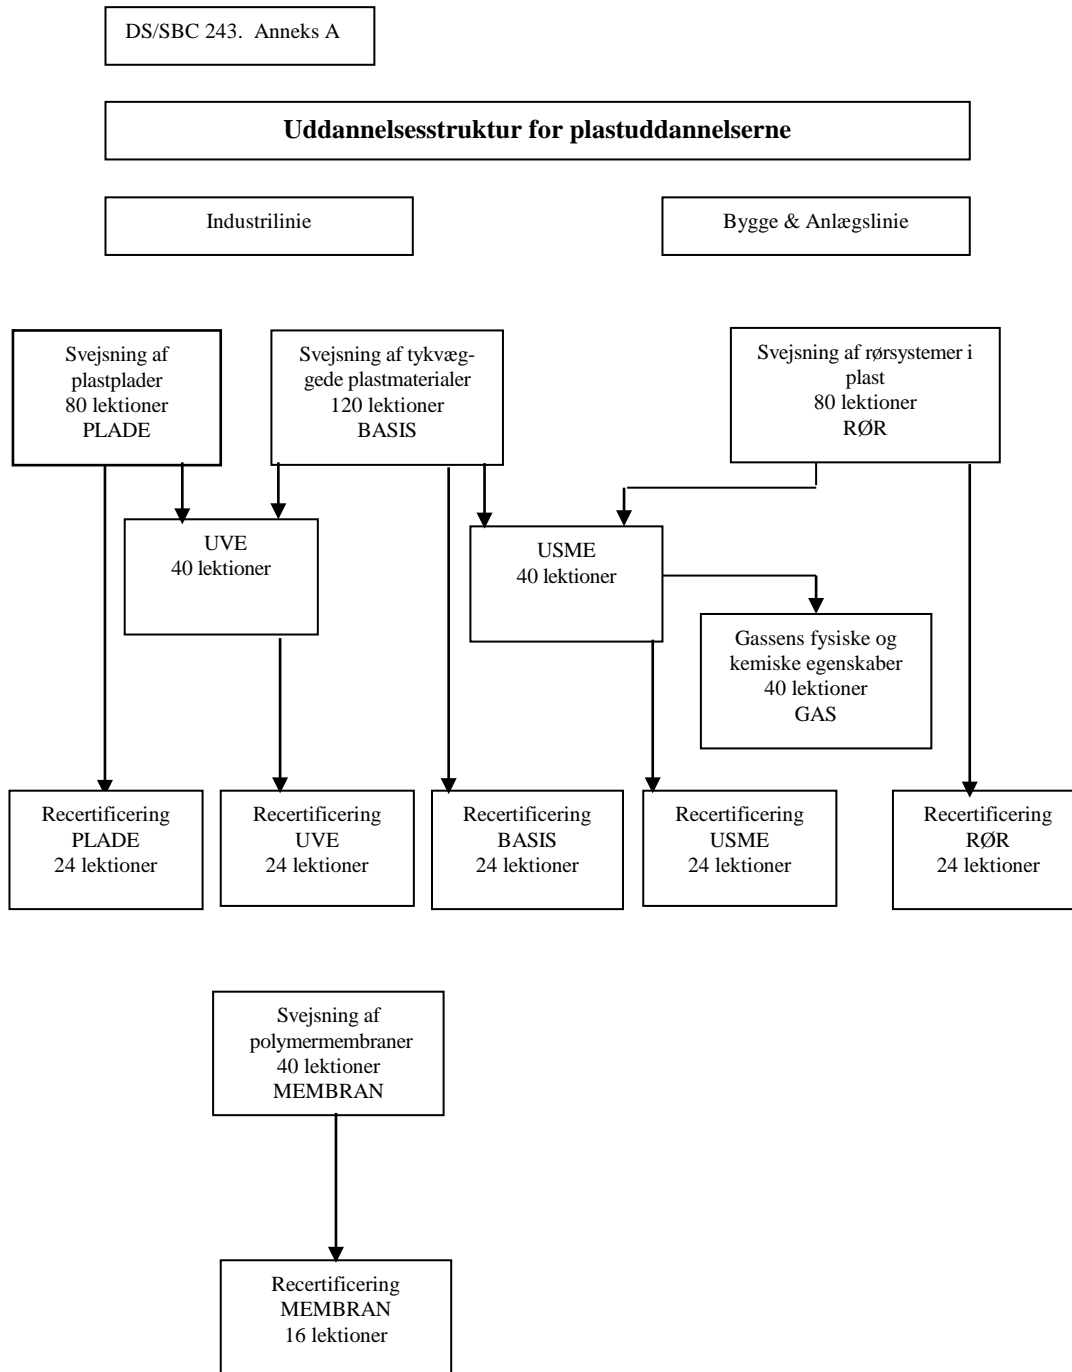 DS/SBC 243.  Anneks A
Uddannelsesstruktur for plastuddannelserne
Industrilinie
Bygge & Anlægslinie
Svejsning af
plastplader
80 lektioner
PLADE
Svejsning af tykvæg-
gede plastmaterialer
120 lektioner
BASIS
Svejsning af rørsystemer i
plast
80 lektioner
RØR
UVE
40 lektioner
USME
40 lektioner
Gassens fysiske og
kemiske egenskaber
40 lektioner
GAS
Recertificering
PLADE
24 lektioner
Recertificering
UVE
24 lektioner
Recertificering
BASIS
24 lektioner
Recertificering
USME
24 lektioner
Recertificering
RØR
24 lektioner
Svejsning af
polymermembraner
40 lektioner
MEMBRAN
Recertificering
MEMBRAN
16 lektioner